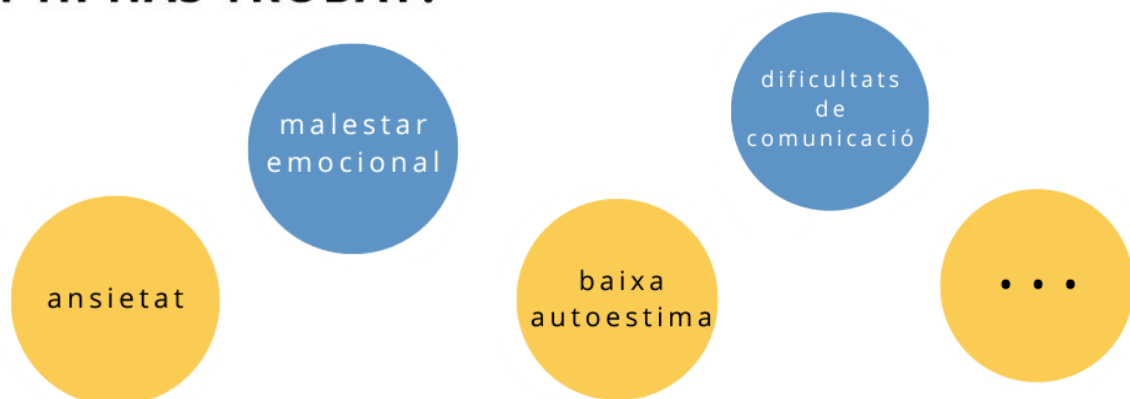 malestar
emocional
dificultats
de
comunicació
ansietat
baixa
autoestima
...